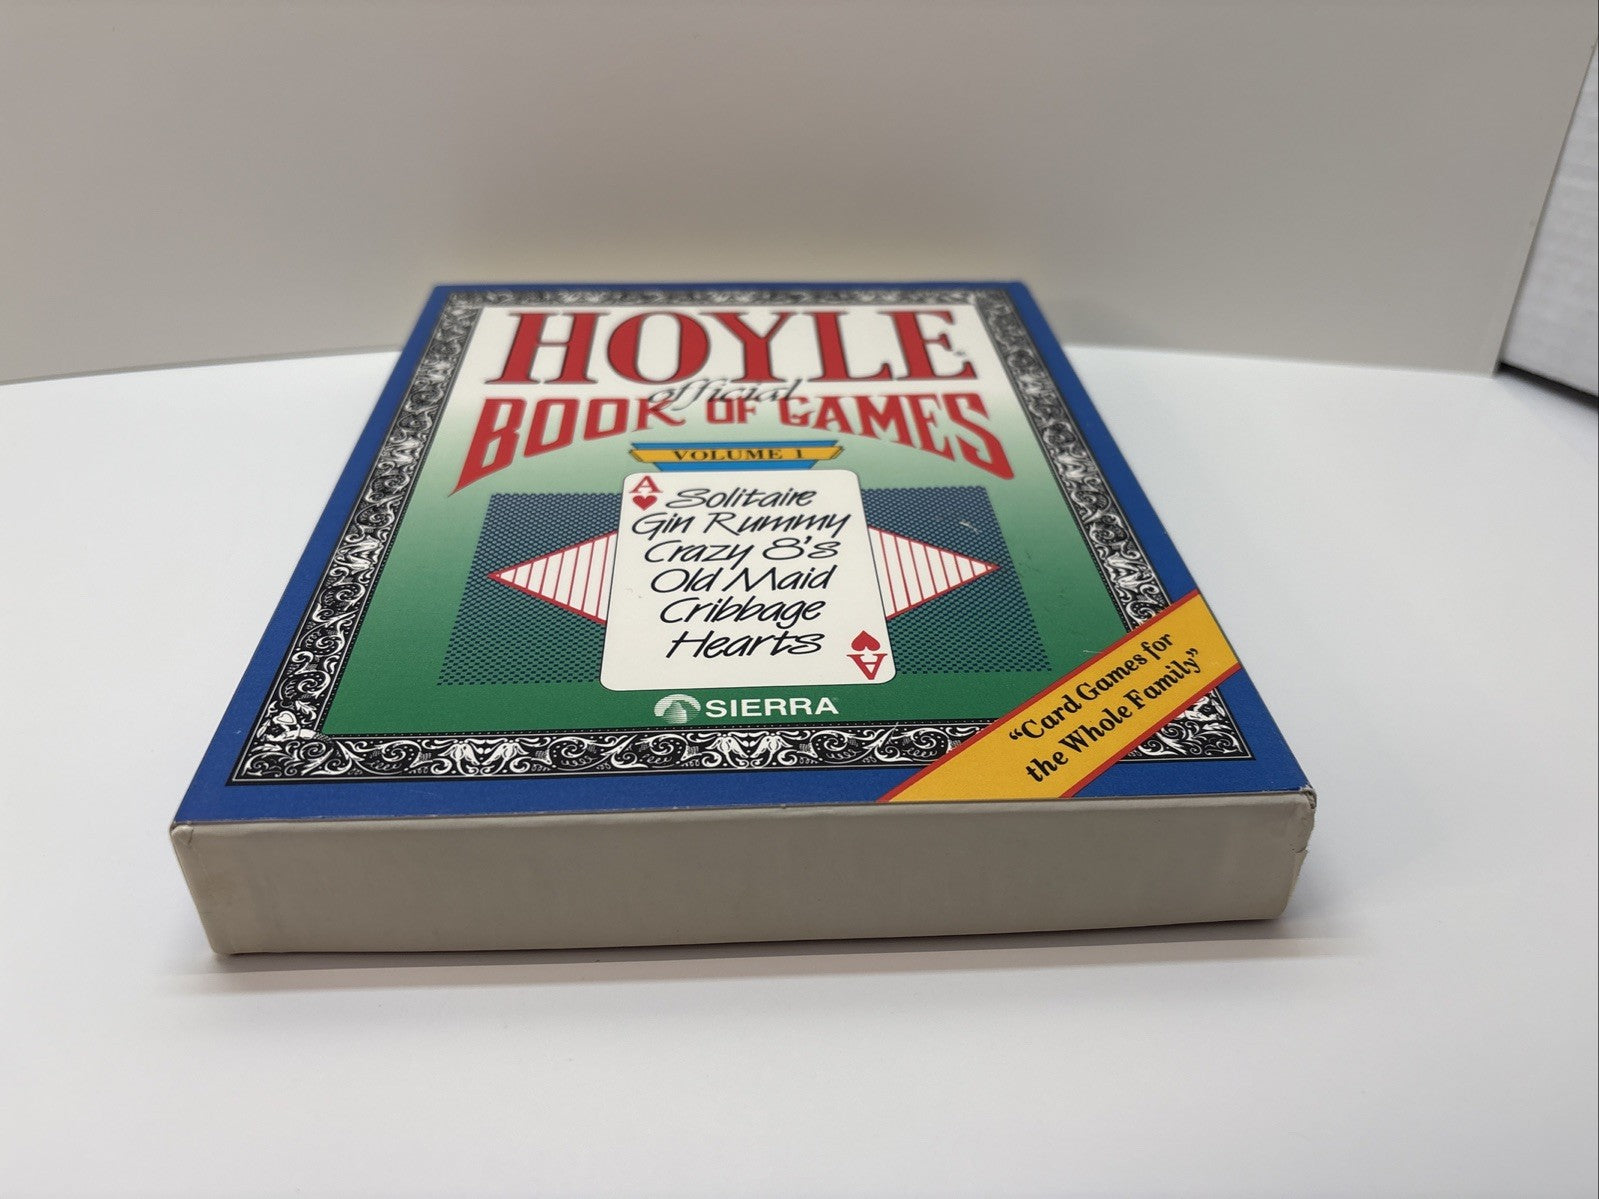 HOYLE
official
BOOK OF GAMES
VOLUME 1
A
Solitaire
Gin Rummy
Crazy 8's
Old Maid
Cribbage
Hearts
A
SIERRA
“Card Games for
the Whole Family”